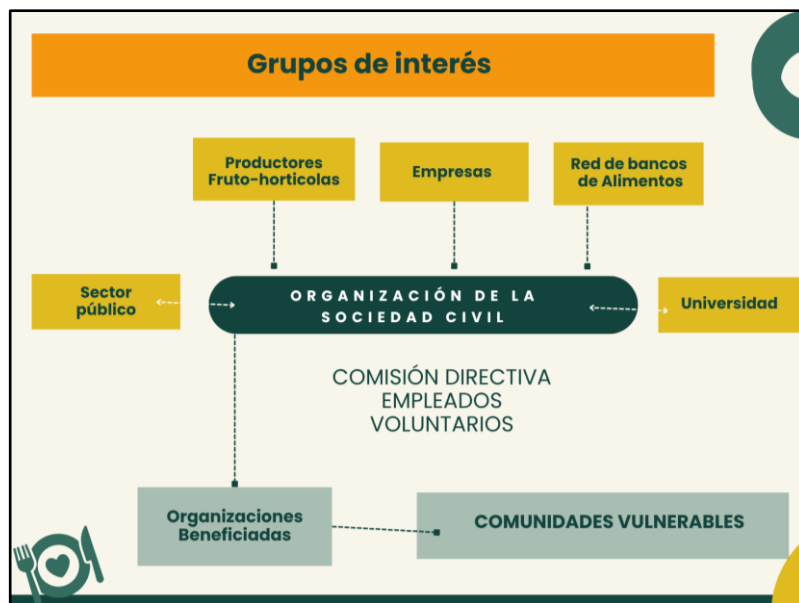 Grupos de interés
Productores
Fruto-horticolas
Empresas
Red de bancos
de Alimentos
Sector
público
ORGANIZACIÓN DE LA
SOCIEDAD CIVIL
Universidad
COMISIÓN DIRECTIVA
EMPLEADOS
VOLUNTARIOS
Organizaciones
Beneficiadas
COMUNIDADES VULNERABLES